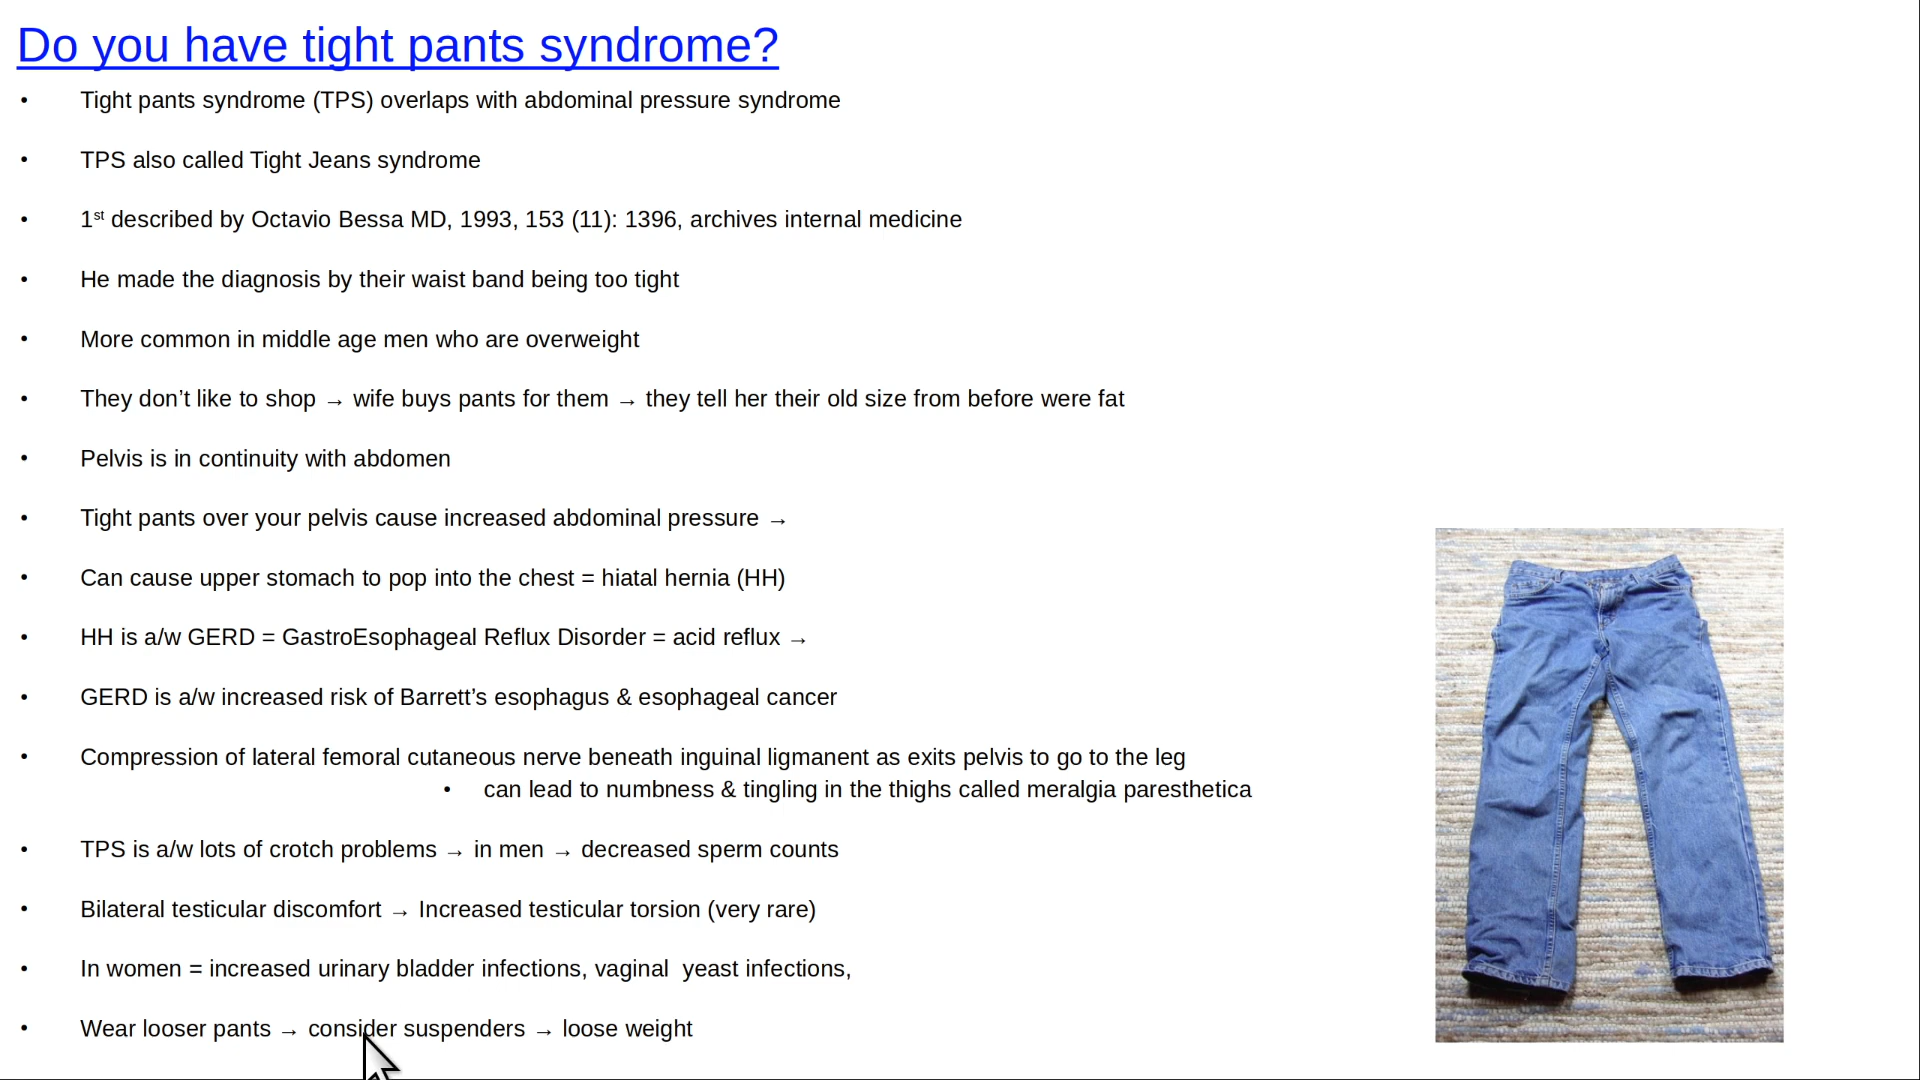 Do you have tight pants syndrome?
• Tight pants syndrome (TPS) overlaps with abdominal pressure syndrome
• TPS also called Tight Jeans syndrome
• 1st described by Octavio Bessa MD, 1993, 153 (11): 1396, archives internal medicine
• He made the diagnosis by their waist band being too tight
• More common in middle age men who are overweight
• They don’t like to shop → wife buys pants for them → they tell her their old size from before were fat
• Pelvis is in continuity with abdomen
• Tight pants over your pelvis cause increased abdominal pressure →
• Can cause upper stomach to pop into the chest = hiatal hernia (HH)
• HH is a/w GERD = GastroEsophageal Reflux Disorder = acid reflux →
• GERD is a/w increased risk of Barrett’s esophagus & esophageal cancer
• Compression of lateral femoral cutaneous nerve beneath inguinal ligmanent as exits pelvis to go to the leg
• can lead to numbness & tingling in the thighs called meralgia paresthetica
• TPS is a/w lots of crotch problems → in men → decreased sperm counts
• Bilateral testicular discomfort → Increased testicular torsion (very rare)
• In women = increased urinary bladder infections, vaginal  yeast infections,
• Wear looser pants → consider suspenders → loose weight